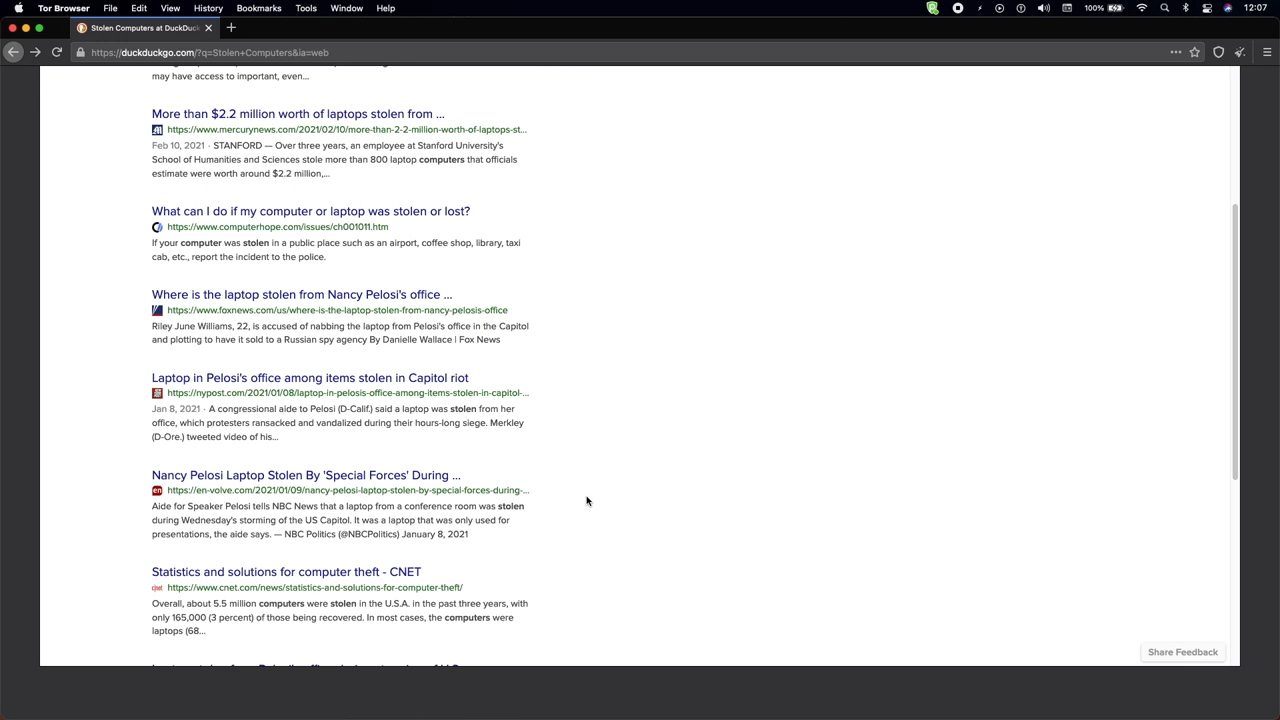 Tor Browser File Edit View History Bookmarks Tools Window Help 100% 12:07
Stolen Computers at DuckDuck
https://duckduckgo.com/?q=Stolen+Computers&ia=web
may have access to important, even...
More than $2.2 million worth of laptops stolen from ...
https://www.mercurynews.com/2021/02/10/more-than-2-2-million-worth-of-laptops-st...
Feb 10, 2021 · STANFORD — Over three years, an employee at Stanford University's
School of Humanities and Sciences stole more than 800 laptop computers that officials
estimate were worth around $2.2 million,...
What can I do if my computer or laptop was stolen or lost?
https://www.computerhope.com/issues/ch001011.htm
If your computer was stolen in a public place such as an airport, coffee shop, library, taxi
cab, etc., report the incident to the police.
Where is the laptop stolen from Nancy Pelosi's office ...
https://www.foxnews.com/us/where-is-the-laptop-stolen-from-nancy-pelosis-office
Riley June Williams, 22, is accused of nabbing the laptop from Pelosi's office in the Capitol
and plotting to have it sold to a Russian spy agency By Danielle Wallace | Fox News
Laptop in Pelosi's office among items stolen in Capitol riot
https://nypost.com/2021/01/08/laptop-in-pelosis-office-among-items-stolen-in-capitol-...
Jan 8, 2021 · A congressional aide to Pelosi (D-Calif.) said a laptop was stolen from her
office, which protesters ransacked and vandalized during their hours-long siege. Merkley
(D-Ore.) tweeted video of his...
Nancy Pelosi Laptop Stolen By 'Special Forces' During ...
en https://en-volve.com/2021/01/09/nancy-pelosi-laptop-stolen-by-special-forces-during-...
Aide for Speaker Pelosi tells NBC News that a laptop from a conference room was stolen
during Wednesday's storming of the US Capitol. It was a laptop that was only used for
presentations, the aide says. — NBC Politics (@NBCPolitics) January 8, 2021
Statistics and solutions for computer theft - CNET
https://www.cnet.com/news/statistics-and-solutions-for-computer-theft/
Overall, about 5.5 million computers were stolen in the U.S.A. in the past three years, with
only 165,000 (3 percent) of those being recovered. In most cases, the computers were
laptops (68...
Share Feedback